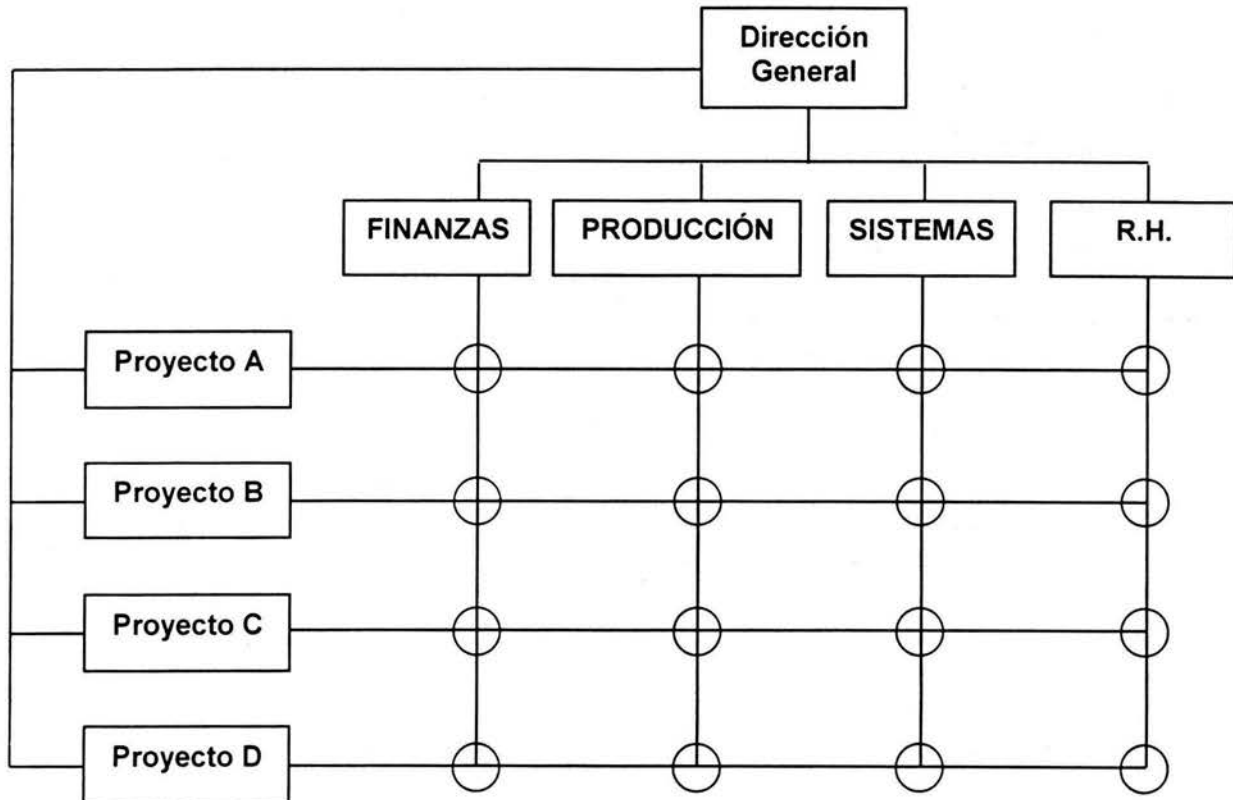 Dirección
General
FINANZAS
PRODUCCIÓN
SISTEMAS
R.H.
Proyecto A
Proyecto B
Proyecto C
Proyecto D